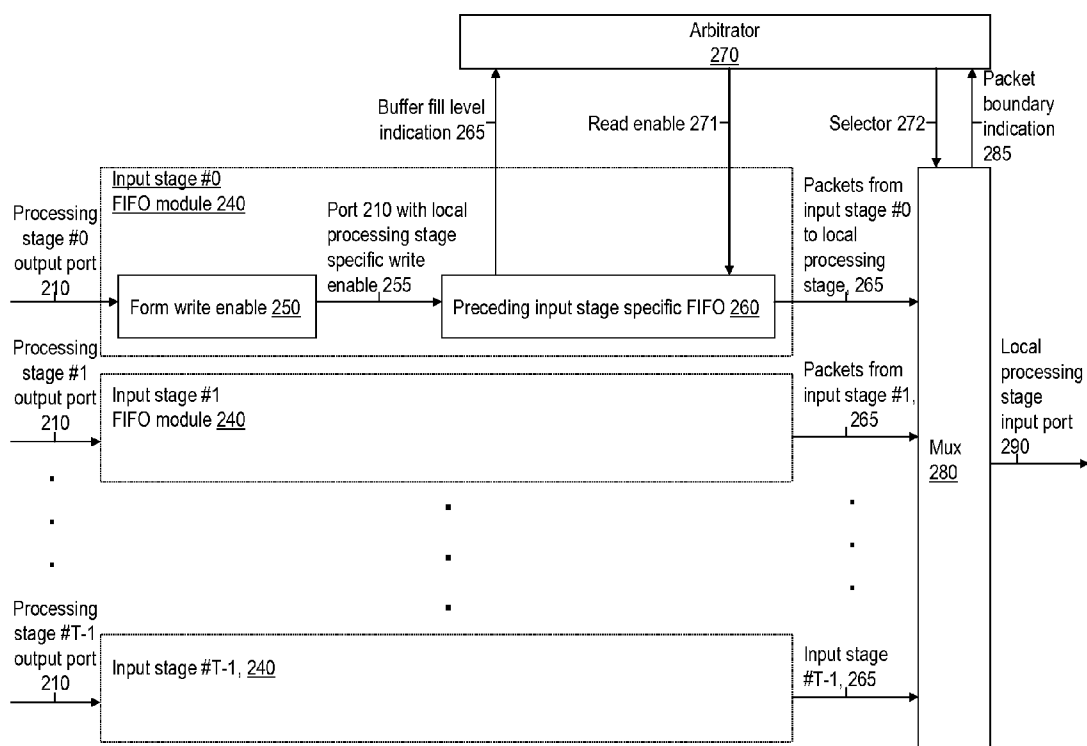 Arbitrator
270
Buffer fill level
indication 265
Read enable 271
Selector 272
Packet
boundary
indication
285
Input stage #0
FIFO module 240
Processing
stage #0
output port
210
Port 210 with local
processing stage
specific write
enable 255
Packets from
input stage #0
to local
processing
stage, 265
Form write enable 250
Preceding input stage specific FIFO 260
Processing
stage #1
output port
210
Input stage #1
FIFO module 240
Packets from
input stage #1,
265
Local
processing
stage
input port
290
Mux
280
Processing
stage #T-1
output port
210
Input stage #T-1, 240
Input stage
#T-1, 265